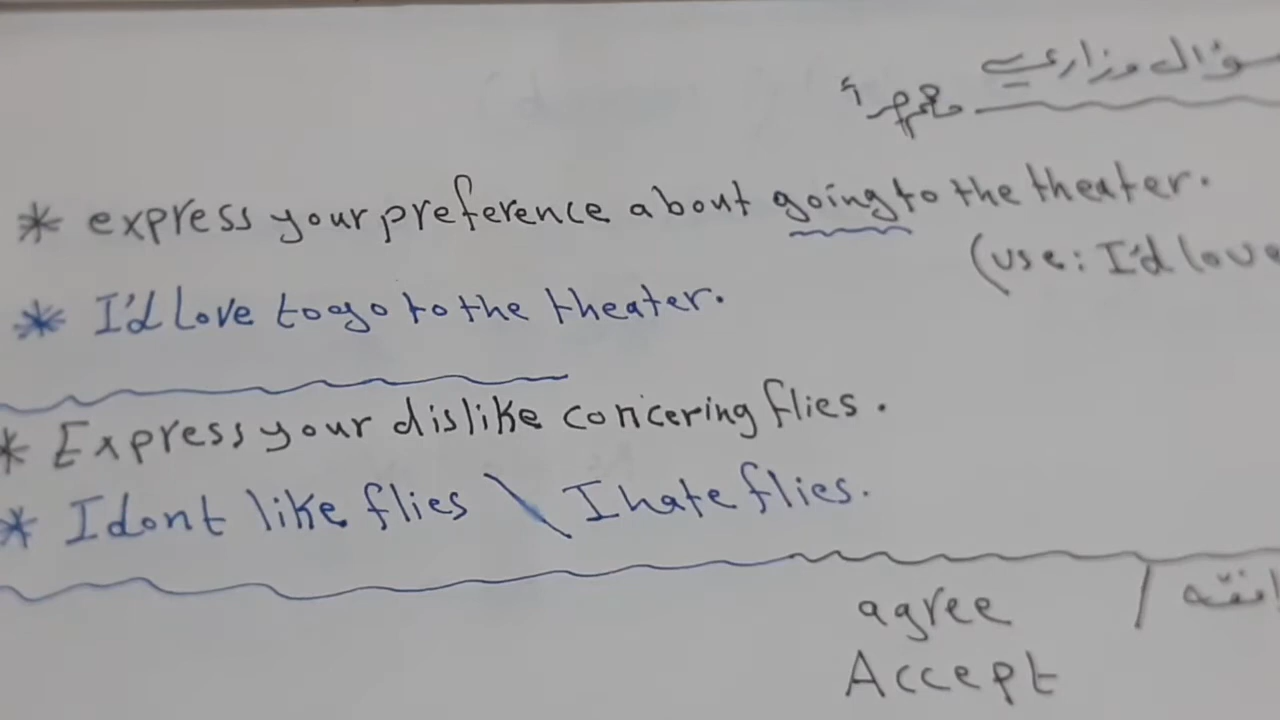 سؤال وزاري مهم أ
* express your preference about going to the theater.
(use: I'd love
* I'd Love to go to the theater.
* Express your dislike concering flies.
* I dont like flies \ I hate flies.
agree /
Accept